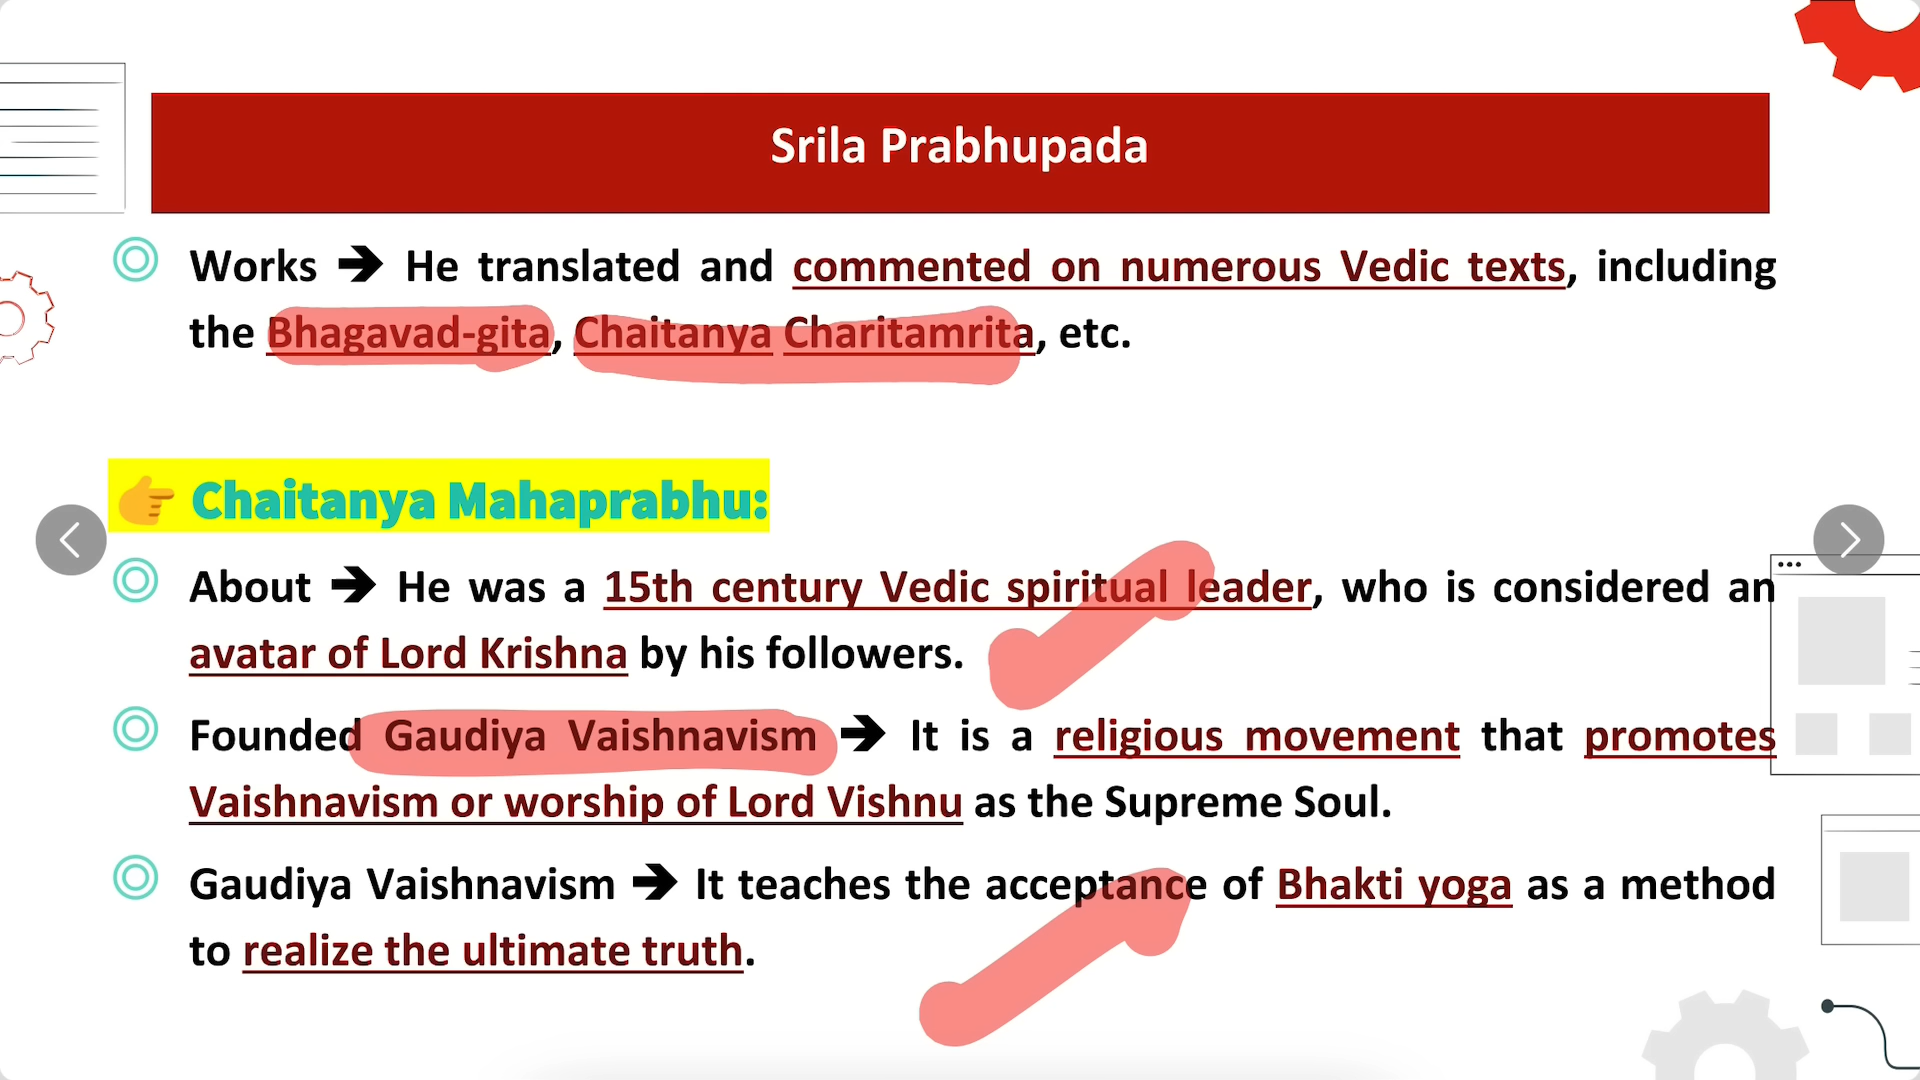 Srila Prabhupada
Works ➔ He translated and commented on numerous Vedic texts, including
the Bhagavad-gita, Chaitanya Charitamrita, etc.
👉 Chaitanya Mahaprabhu:
About ➔ He was a 15th century Vedic spiritual leader, who is considered an
avatar of Lord Krishna by his followers.
Founded Gaudiya Vaishnavism ➔ It is a religious movement that promotes
Vaishnavism or worship of Lord Vishnu as the Supreme Soul.
Gaudiya Vaishnavism ➔ It teaches the acceptance of Bhakti yoga as a method
to realize the ultimate truth.